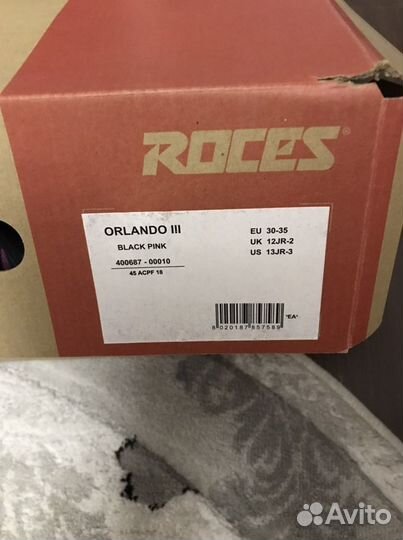 ROCES®
ORLANDO III
BLACK PINK
400687 - 00010
45 ACPF 18
EU 30-35
UK 12JR-2
US 13JR-3
*EA*
8 020187 857589
Avito